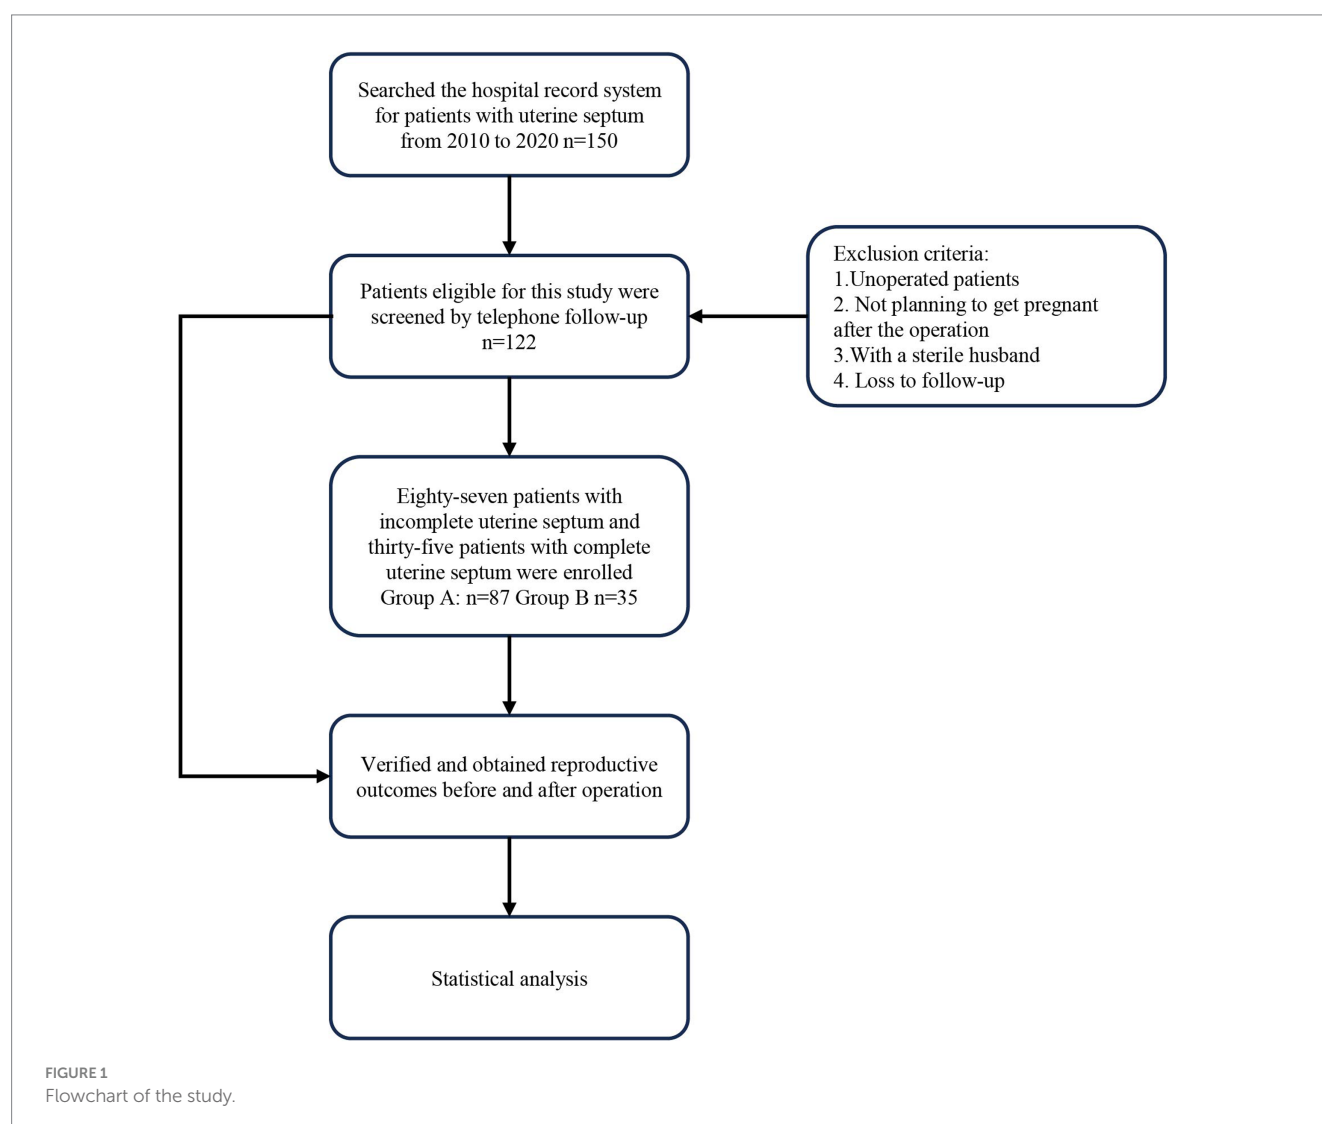 Searched the hospital record system
for patients with uterine septum
from 2010 to 2020 n=150
Patients eligible for this study were
screened by telephone follow-up
n=122
Exclusion criteria:
1.Unoperated patients
2. Not planning to get pregnant
after the operation
3.With a sterile husband
4. Loss to follow-up
Eighty-seven patients with
incomplete uterine septum and
thirty-five patients with complete
uterine septum were enrolled
Group A: n=87 Group B n=35
Verified and obtained reproductive
outcomes before and after operation
Statistical analysis
FIGURE 1
Flowchart of the study.